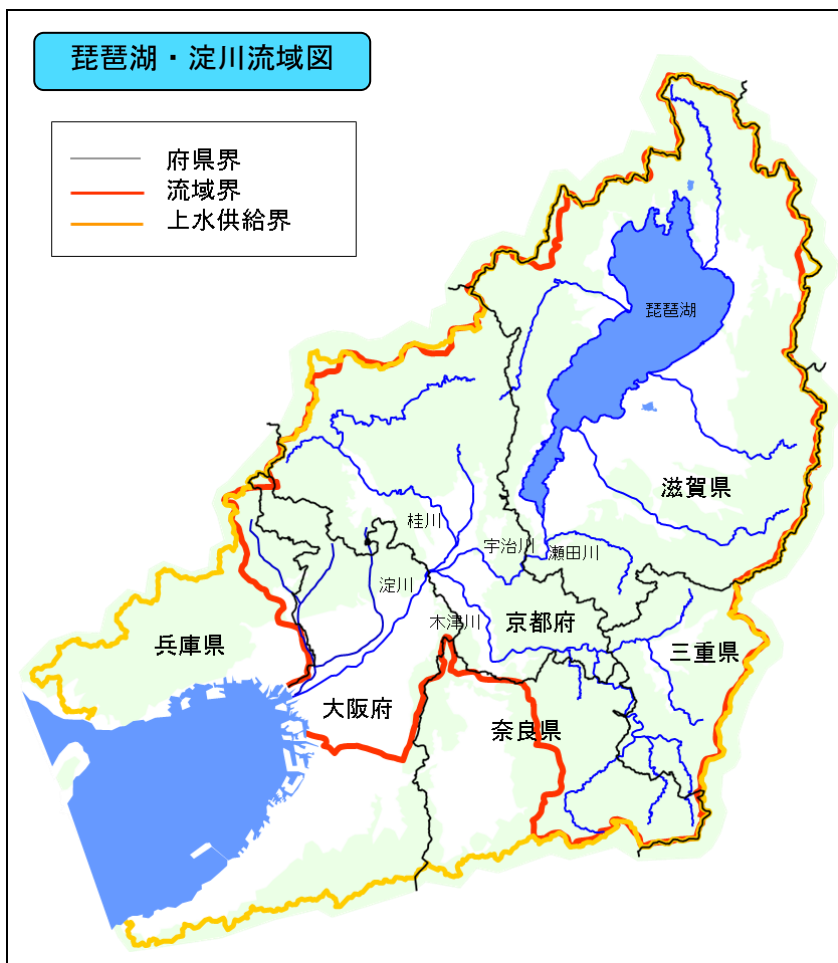 琵琶湖・淀川流域図
府県界
流域界
上水供給界
琵琶湖
滋賀県
桂川
宇治川
瀬田川
淀川
木津川
京都府
兵庫県
三重県
大阪府
奈良県